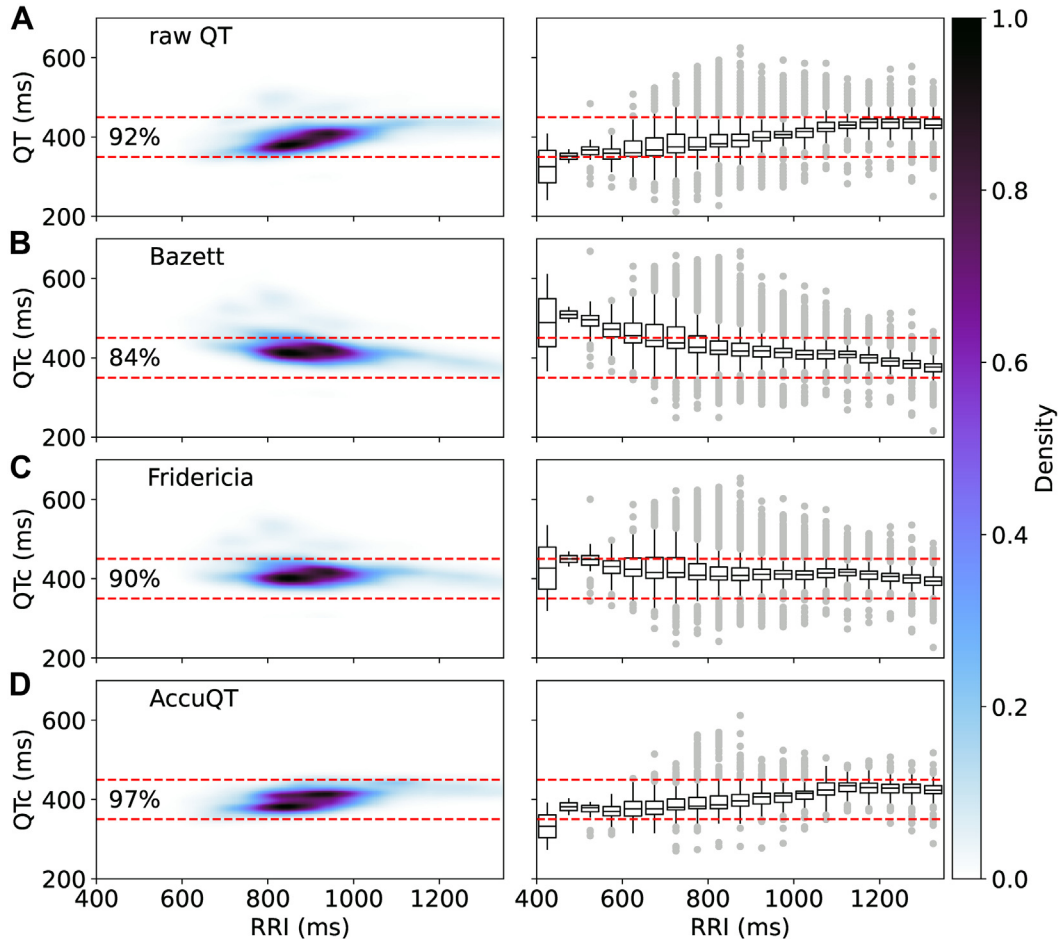 A
raw QT
600
400
200
QT (ms)
92%
B
Bazett
600
400
200
QTc (ms)
84%
C
Fridericia
600
400
200
QTc (ms)
90%
D
AccuQT
600
400
200
QTc (ms)
97%
400 600 800 1000 1200
RRI (ms)
400 600 800 1000 1200
RRI (ms)
1.0
0.8
0.6
0.4
0.2
0.0
Density